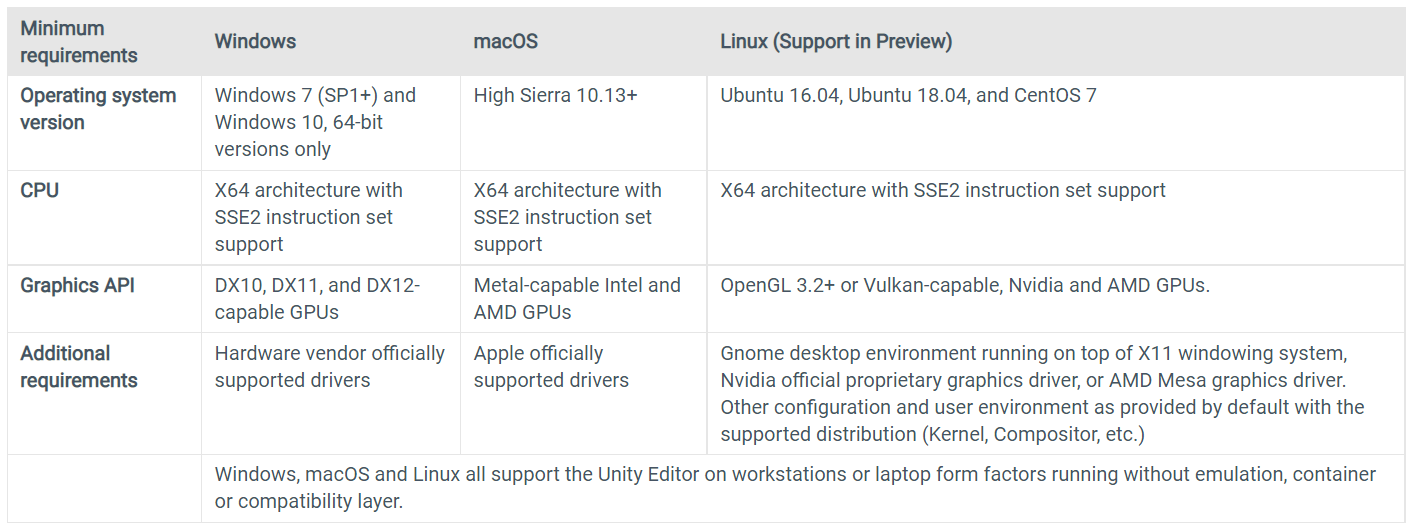 Minimum
requirements
Windows
macOS
Linux (Support in Preview)
Operating system
version
Windows 7 (SP1+) and
Windows 10, 64-bit
versions only
High Sierra 10.13+
Ubuntu 16.04, Ubuntu 18.04, and CentOS 7
CPU
X64 architecture with
SSE2 instruction set
support
X64 architecture with
SSE2 instruction set
support
X64 architecture with SSE2 instruction set support
Graphics API
DX10, DX11, and DX12-
capable GPUs
Metal-capable Intel and
AMD GPUs
OpenGL 3.2+ or Vulkan-capable, Nvidia and AMD GPUs.
Additional
requirements
Hardware vendor officially
supported drivers
Apple officially
supported drivers
Gnome desktop environment running on top of X11 windowing system,
Nvidia official proprietary graphics driver, or AMD Mesa graphics driver.
Other configuration and user environment as provided by default with the
supported distribution (Kernel, Compositor, etc.)
Windows, macOS and Linux all support the Unity Editor on workstations or laptop form factors running without emulation, container
or compatibility layer.